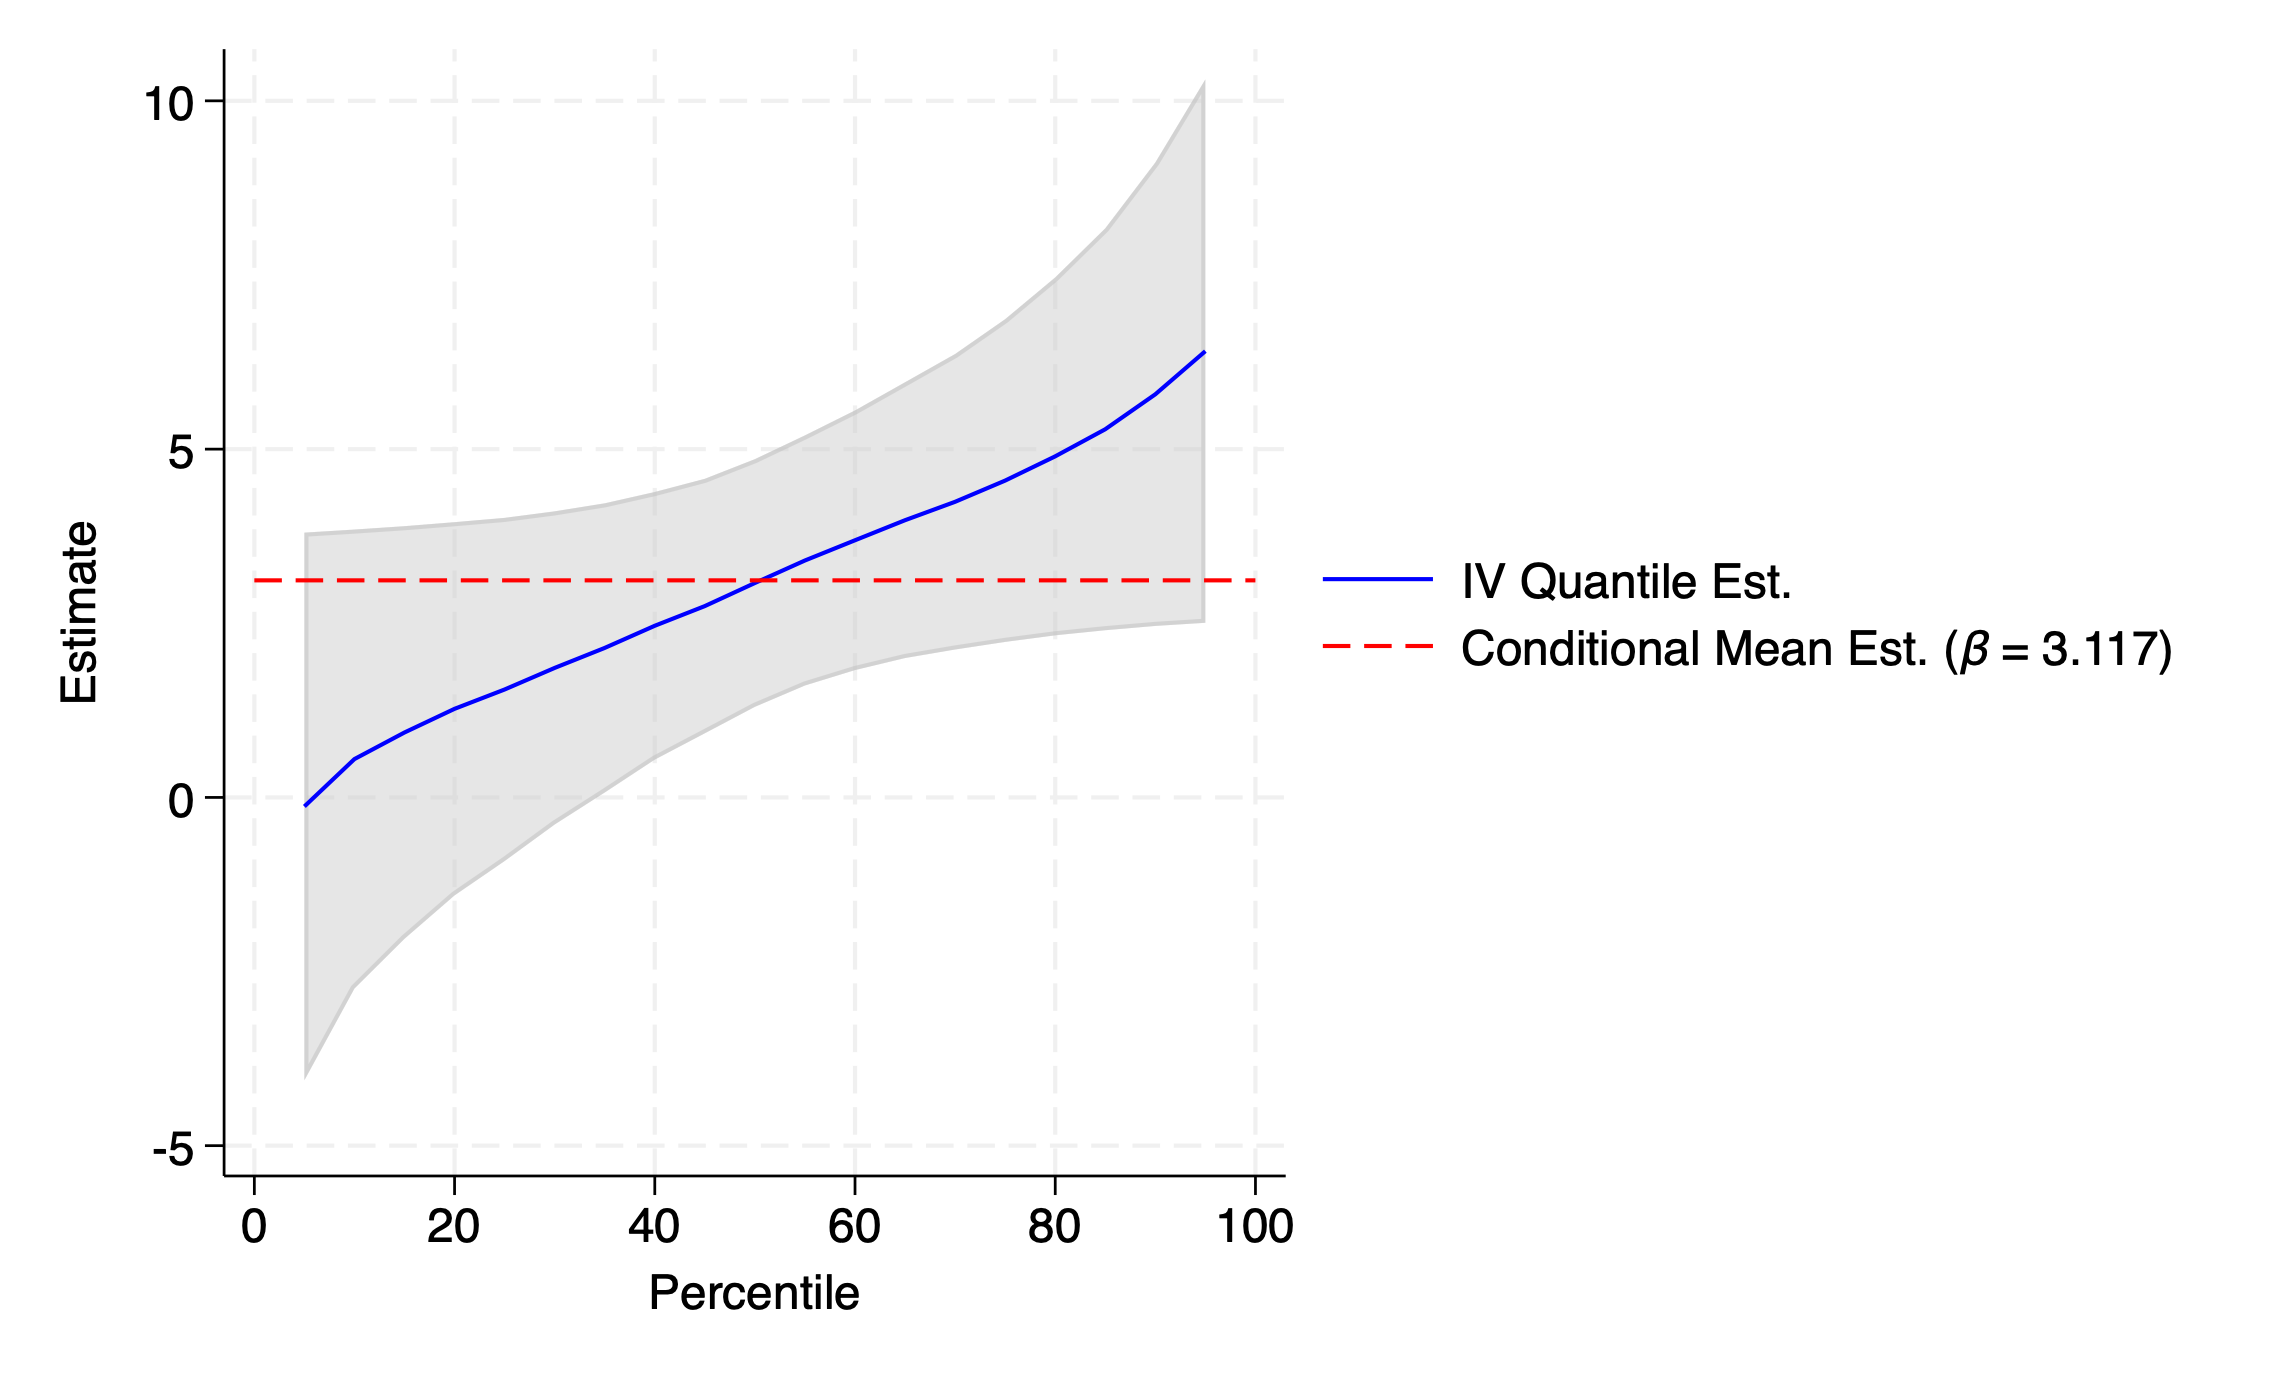 10
5
0
-5
Estimate
0 20 40 60 80 100
Percentile
IV Quantile Est.
Conditional Mean Est. (β = 3.117)